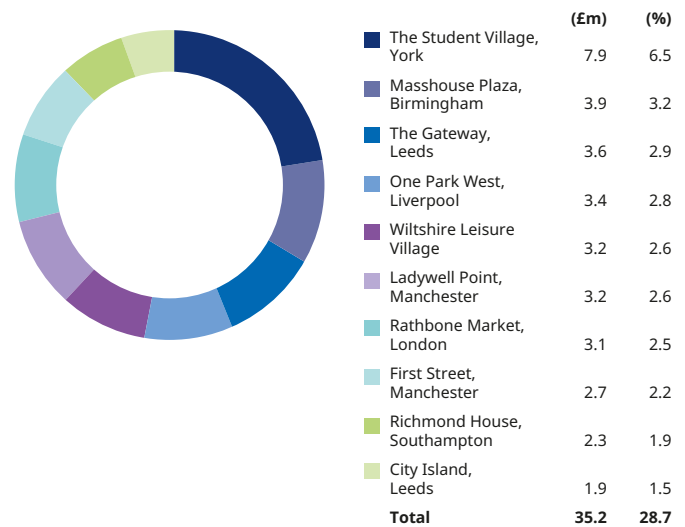 (£m) (%)
The Student Village,
York 7.9 6.5
Masshouse Plaza,
Birmingham 3.9 3.2
The Gateway,
Leeds 3.6 2.9
One Park West,
Liverpool 3.4 2.8
Wiltshire Leisure
Village 3.2 2.6
Ladywell Point,
Manchester 3.2 2.6
Rathbone Market,
London 3.1 2.5
First Street,
Manchester 2.7 2.2
Richmond House,
Southampton 2.3 1.9
City Island,
Leeds 1.9 1.5
Total 35.2 28.7